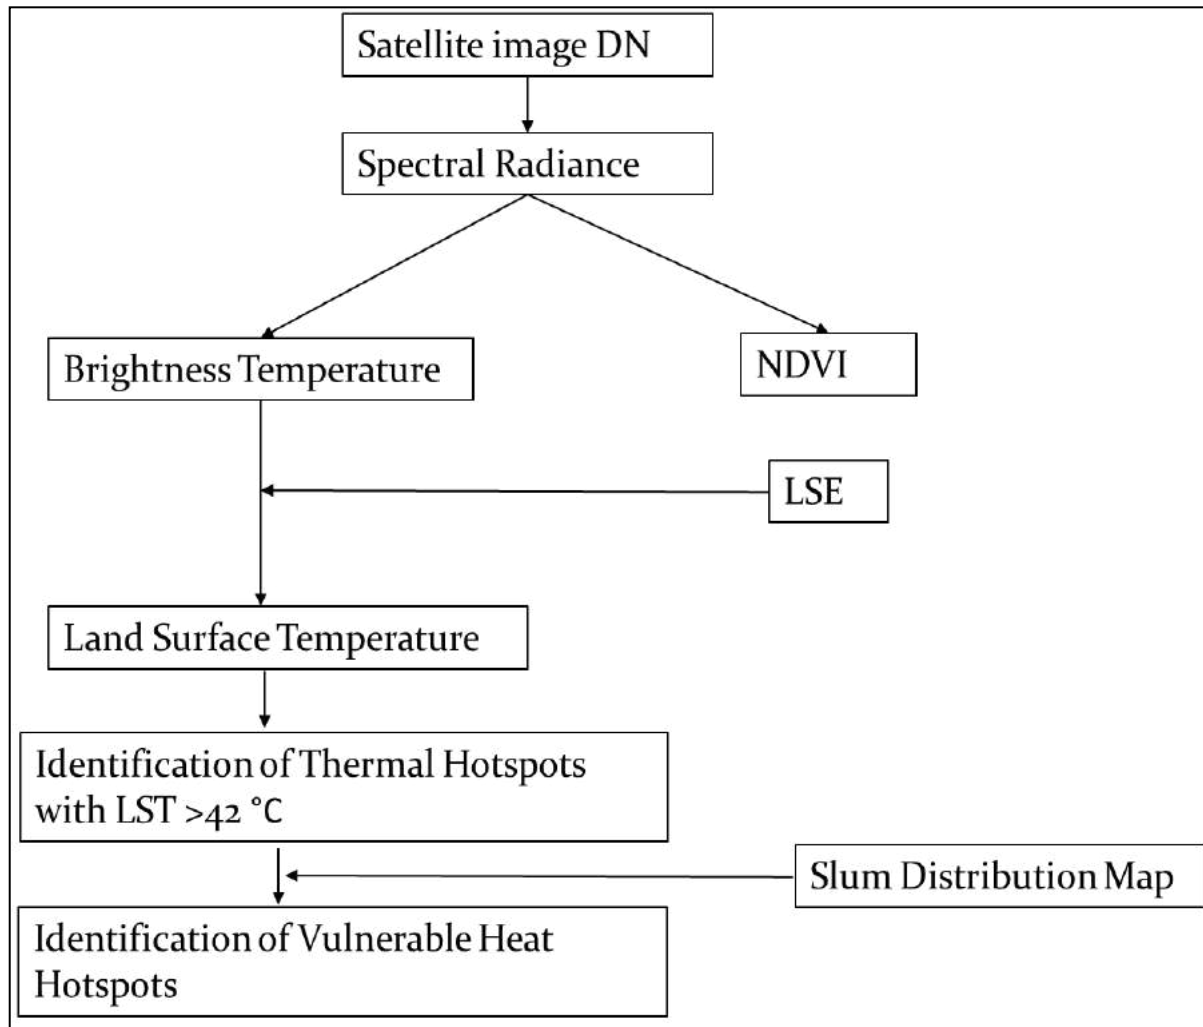 Satellite image DN
Spectral Radiance
Brightness Temperature
NDVI
LSE
Land Surface Temperature
Identification of Thermal Hotspots
with LST >42 °C
Slum Distribution Map
Identification of Vulnerable Heat
Hotspots